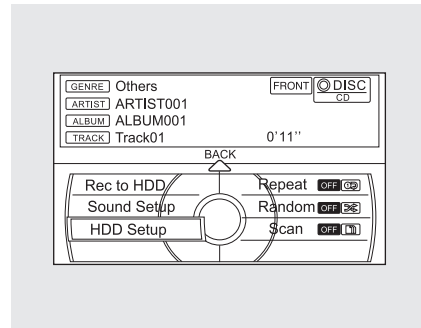 GENRE Others FRONT DISC
CD
ARTIST ARTIST001
ALBUM ALBUM001
TRACK Track01 0'11''
BACK
Rec to HDD Repeat OFF
Sound Setup Random OFF
HDD Setup Scan OFF